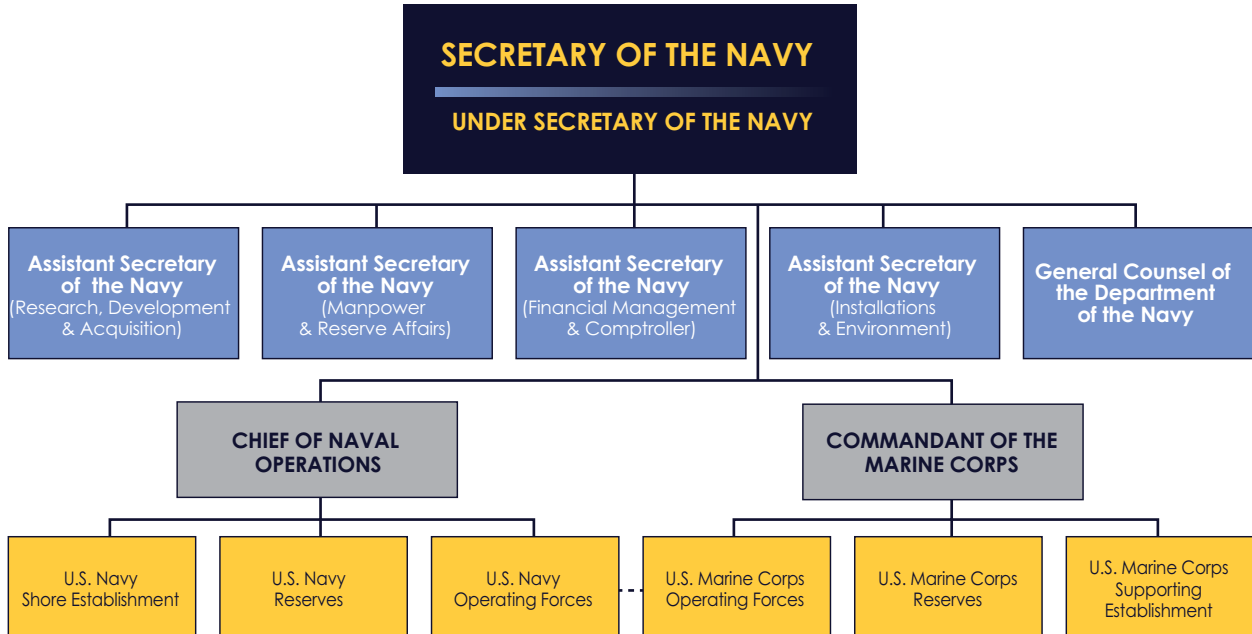 SECRETARY OF THE NAVY
UNDER SECRETARY OF THE NAVY
Assistant Secretary
of the Navy
(Research, Development
& Acquisition)
Assistant Secretary
of the Navy
(Manpower
& Reserve Affairs)
Assistant Secretary
of the Navy
(Financial Management
& Comptroller)
Assistant Secretary
of the Navy
(Installations
& Environment)
General Counsel of
the Department
of the Navy
CHIEF OF NAVAL
OPERATIONS
COMMANDANT OF THE
MARINE CORPS
U.S. Navy
Shore Establishment
U.S. Navy
Reserves
U.S. Navy
Operating Forces
U.S. Marine Corps
Operating Forces
U.S. Marine Corps
Reserves
U.S. Marine Corps
Supporting
Establishment